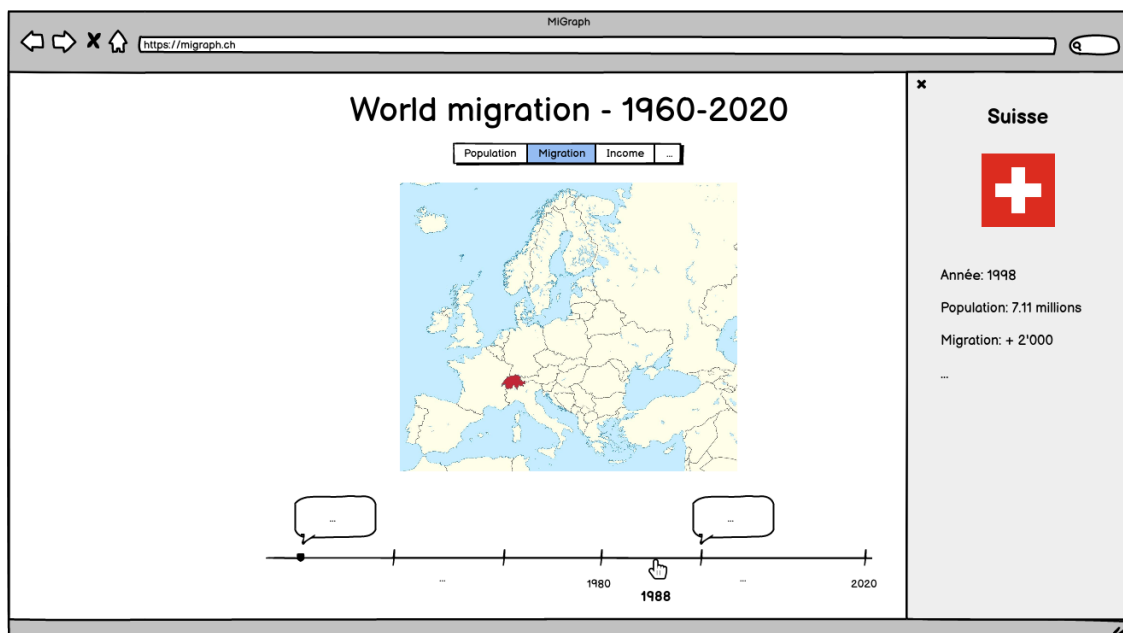 MiGraph
https://migraph.ch
World migration - 1960-2020
Population Migration Income ...
Suisse
Année: 1998
Population: 7.11 millions
Migration: + 2'000
...
... ...
... 1980 ... 2020
1988